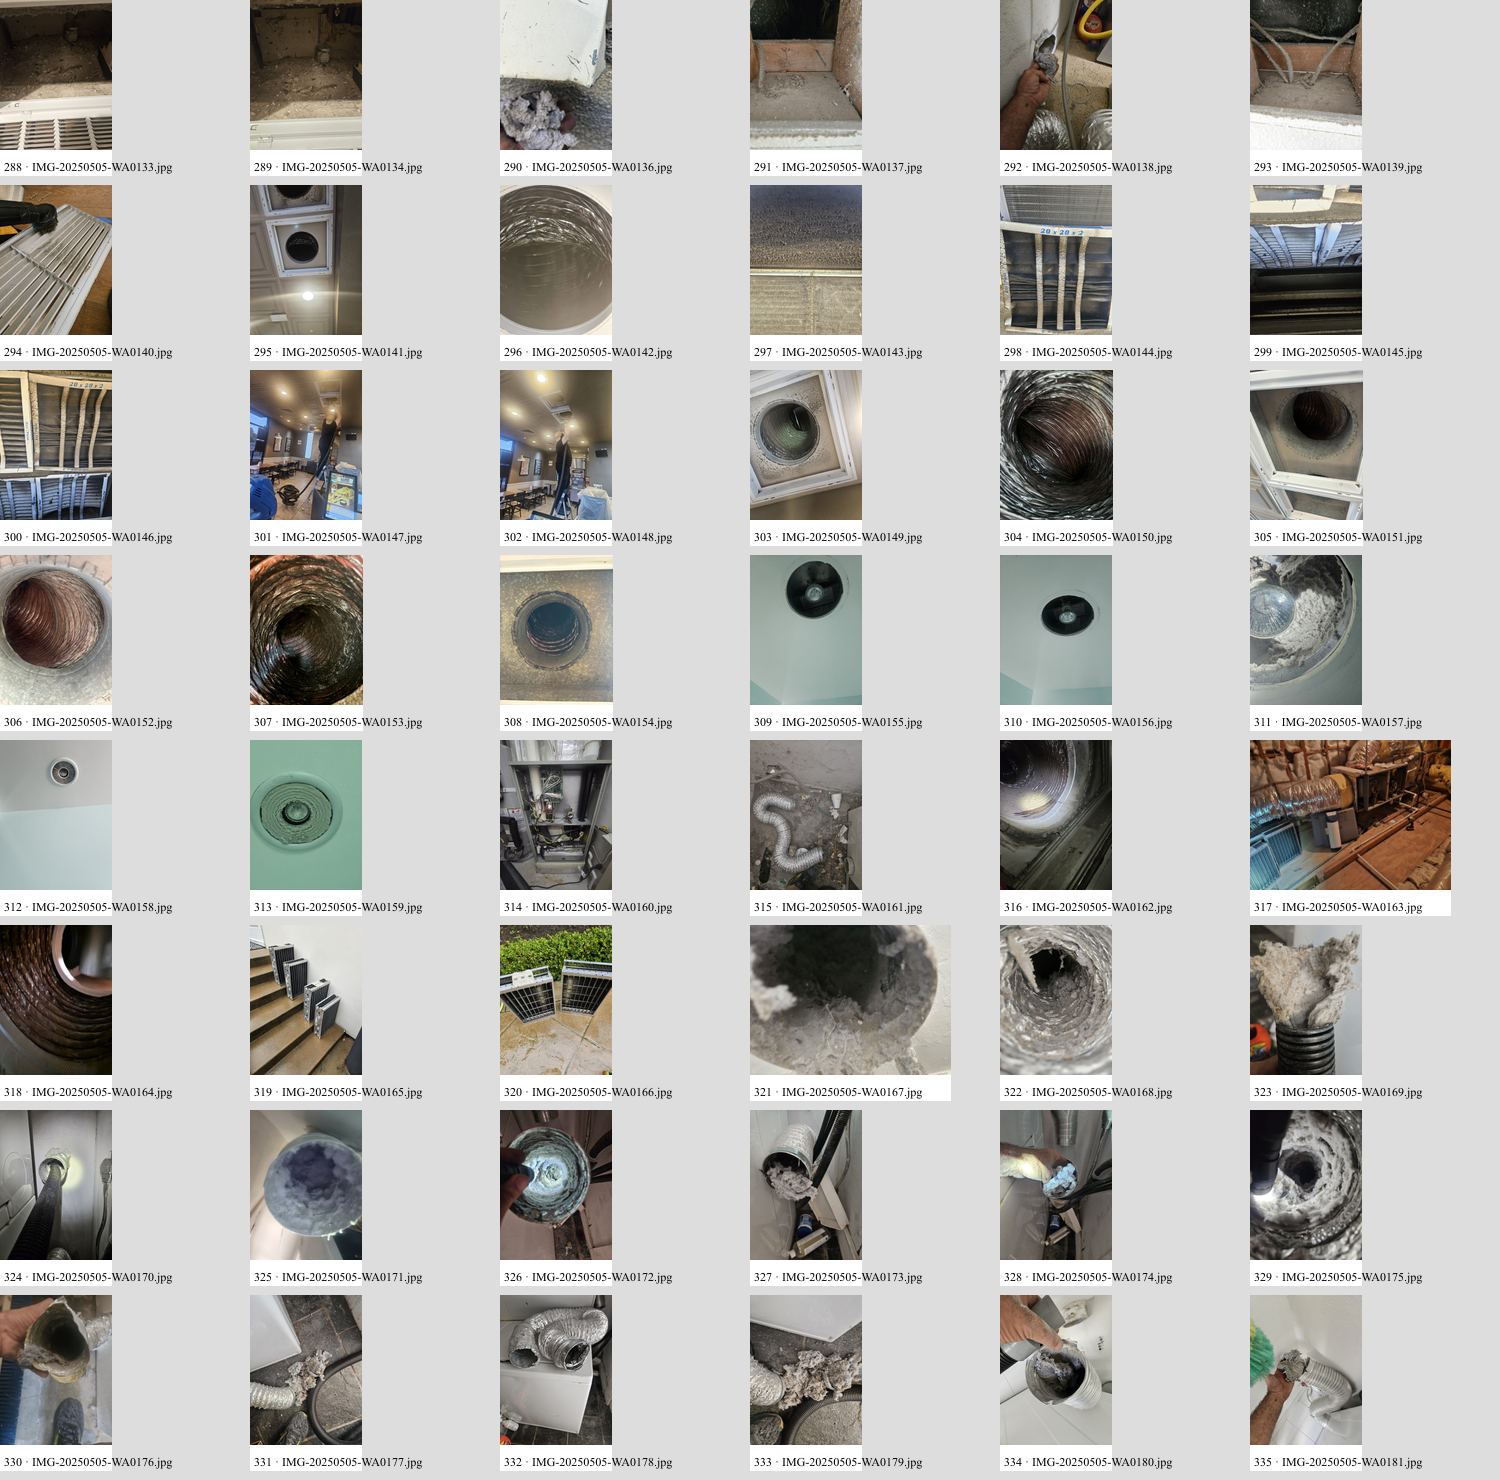 288 · IMG-20250505-WA0133.jpg
289 · IMG-20250505-WA0134.jpg
290 · IMG-20250505-WA0136.jpg
291 · IMG-20250505-WA0137.jpg
292 · IMG-20250505-WA0138.jpg
293 · IMG-20250505-WA0139.jpg
20 x 20 x 2
294 · IMG-20250505-WA0140.jpg
295 · IMG-20250505-WA0141.jpg
296 · IMG-20250505-WA0142.jpg
297 · IMG-20250505-WA0143.jpg
298 · IMG-20250505-WA0144.jpg
299 · IMG-20250505-WA0145.jpg
20 x 20 x 2
300 · IMG-20250505-WA0146.jpg
301 · IMG-20250505-WA0147.jpg
302 · IMG-20250505-WA0148.jpg
303 · IMG-20250505-WA0149.jpg
304 · IMG-20250505-WA0150.jpg
305 · IMG-20250505-WA0151.jpg
306 · IMG-20250505-WA0152.jpg
307 · IMG-20250505-WA0153.jpg
308 · IMG-20250505-WA0154.jpg
309 · IMG-20250505-WA0155.jpg
310 · IMG-20250505-WA0156.jpg
311 · IMG-20250505-WA0157.jpg
312 · IMG-20250505-WA0158.jpg
313 · IMG-20250505-WA0159.jpg
314 · IMG-20250505-WA0160.jpg
315 · IMG-20250505-WA0161.jpg
316 · IMG-20250505-WA0162.jpg
317 · IMG-20250505-WA0163.jpg
318 · IMG-20250505-WA0164.jpg
319 · IMG-20250505-WA0165.jpg
320 · IMG-20250505-WA0166.jpg
321 · IMG-20250505-WA0167.jpg
322 · IMG-20250505-WA0168.jpg
323 · IMG-20250505-WA0169.jpg
324 · IMG-20250505-WA0170.jpg
325 · IMG-20250505-WA0171.jpg
326 · IMG-20250505-WA0172.jpg
327 · IMG-20250505-WA0173.jpg
328 · IMG-20250505-WA0174.jpg
329 · IMG-20250505-WA0175.jpg
330 · IMG-20250505-WA0176.jpg
331 · IMG-20250505-WA0177.jpg
332 · IMG-20250505-WA0178.jpg
333 · IMG-20250505-WA0179.jpg
334 · IMG-20250505-WA0180.jpg
335 · IMG-20250505-WA0181.jpg